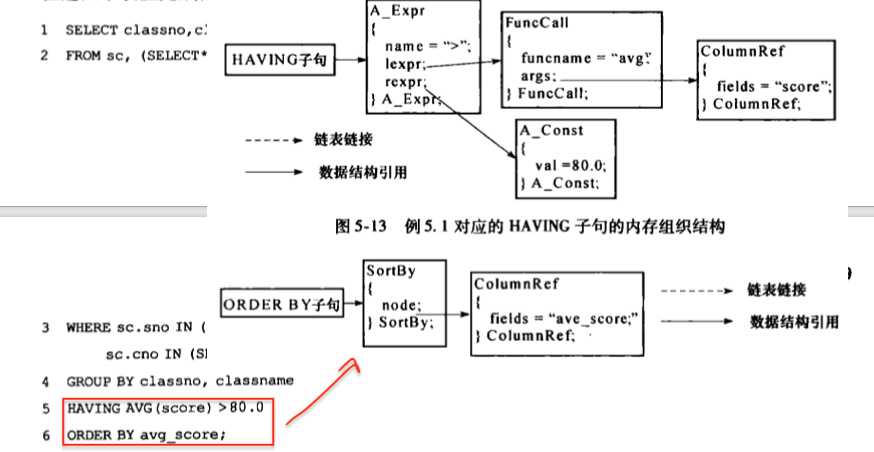 1 SELECT classno,c
2 FROM sc, (SELECT*
HAVING子句
A_Expr
{
name = “>”;
lexpr;
rexpr;
} A_Expr;
FuncCall
{
funcname = “avg”
args;
} FuncCall;
ColumnRef
{
fields = “score”;
} ColumnRef;
A_Const
{
val =80.0;
} A_Const;
链表链接
数据结构引用
图 5-13 例 5.1 对应的 HAVING 子句的内存组织结构
ORDER BY子句
SortBy
{
node;
} SortBy;
ColumnRef
{
fields = “ave_score;”
} ColumnRef;
链表链接
数据结构引用
3 WHERE sc.sno IN (
sc.cno IN (SI
4 GROUP BY classno, classname
5 HAVING AVG(score) >80.0
6 ORDER BY avg_score;